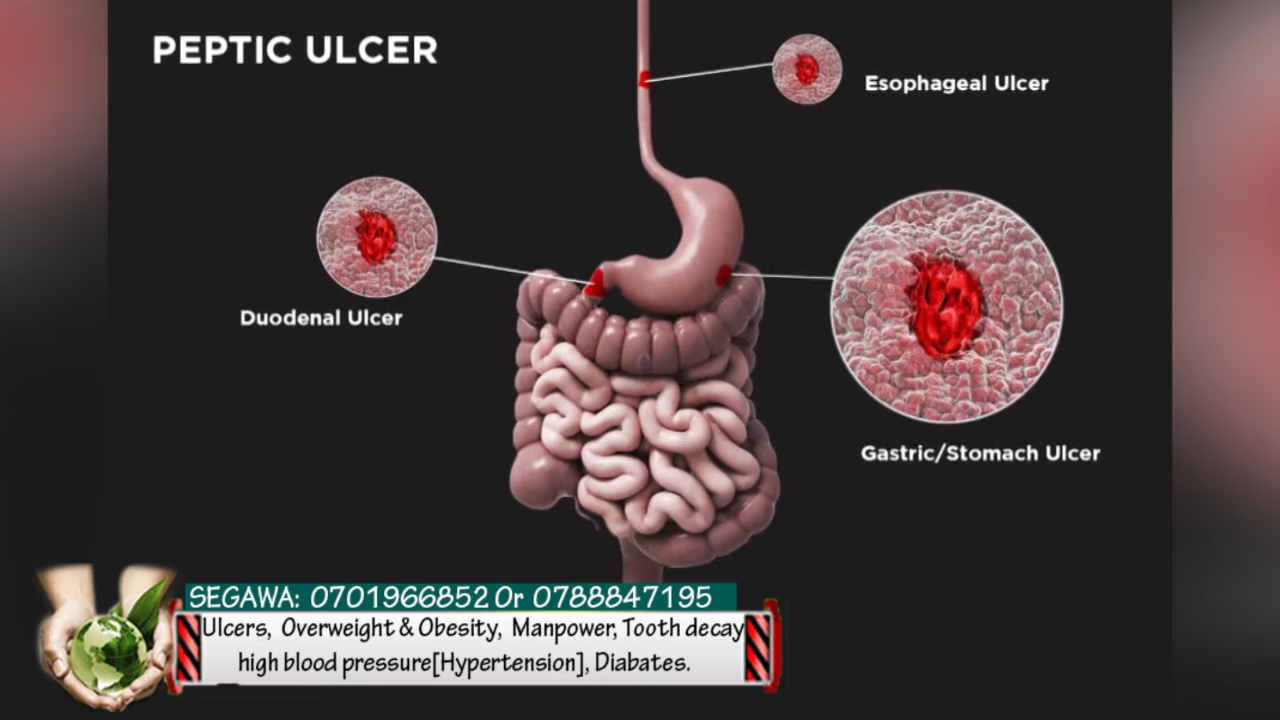 PEPTIC ULCER
Esophageal Ulcer
Duodenal Ulcer
Gastric/Stomach Ulcer
SEGAWA: 0701966852 Or 0788847195
Ulcers, Overweight & Obesity, Manpower, Tooth decay
high blood pressure[Hypertension], Diabates.